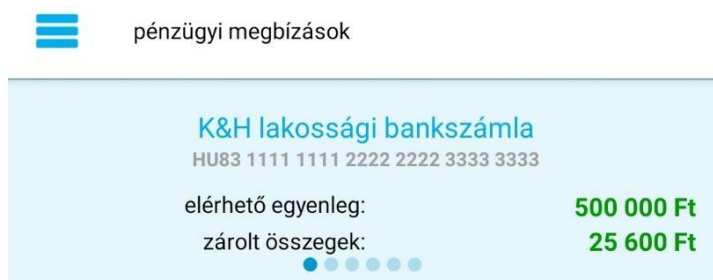 pénzügyi megbízások
K&H lakossági bankszámla
HU83 1111 1111 2222 2222 3333 3333
elérhető egyenleg: 500 000 Ft
zárolt összegek: 25 600 Ft